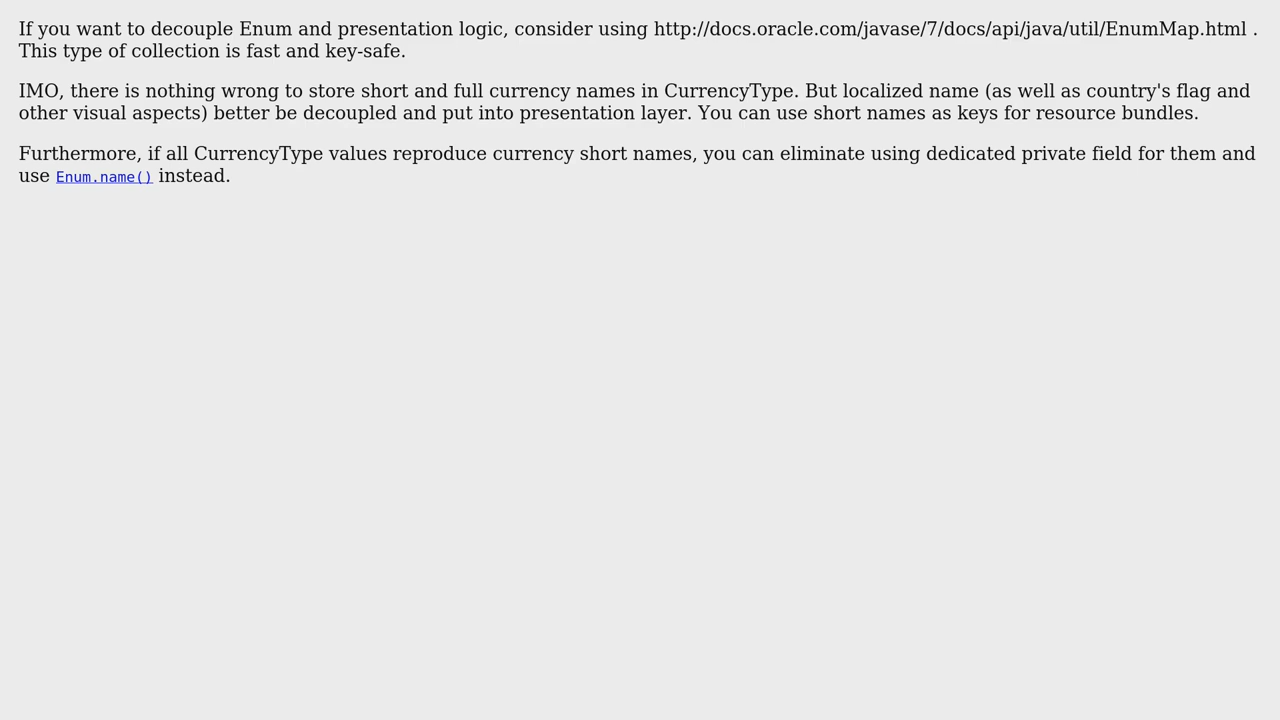 If you want to decouple Enum and presentation logic, consider using http://docs.oracle.com/javase/7/docs/api/java/util/EnumMap.html .
This type of collection is fast and key-safe.
IMO, there is nothing wrong to store short and full currency names in CurrencyType. But localized name (as well as country's flag and
other visual aspects) better be decoupled and put into presentation layer. You can use short names as keys for resource bundles.
Furthermore, if all CurrencyType values reproduce currency short names, you can eliminate using dedicated private field for them and
use Enum.name() instead.